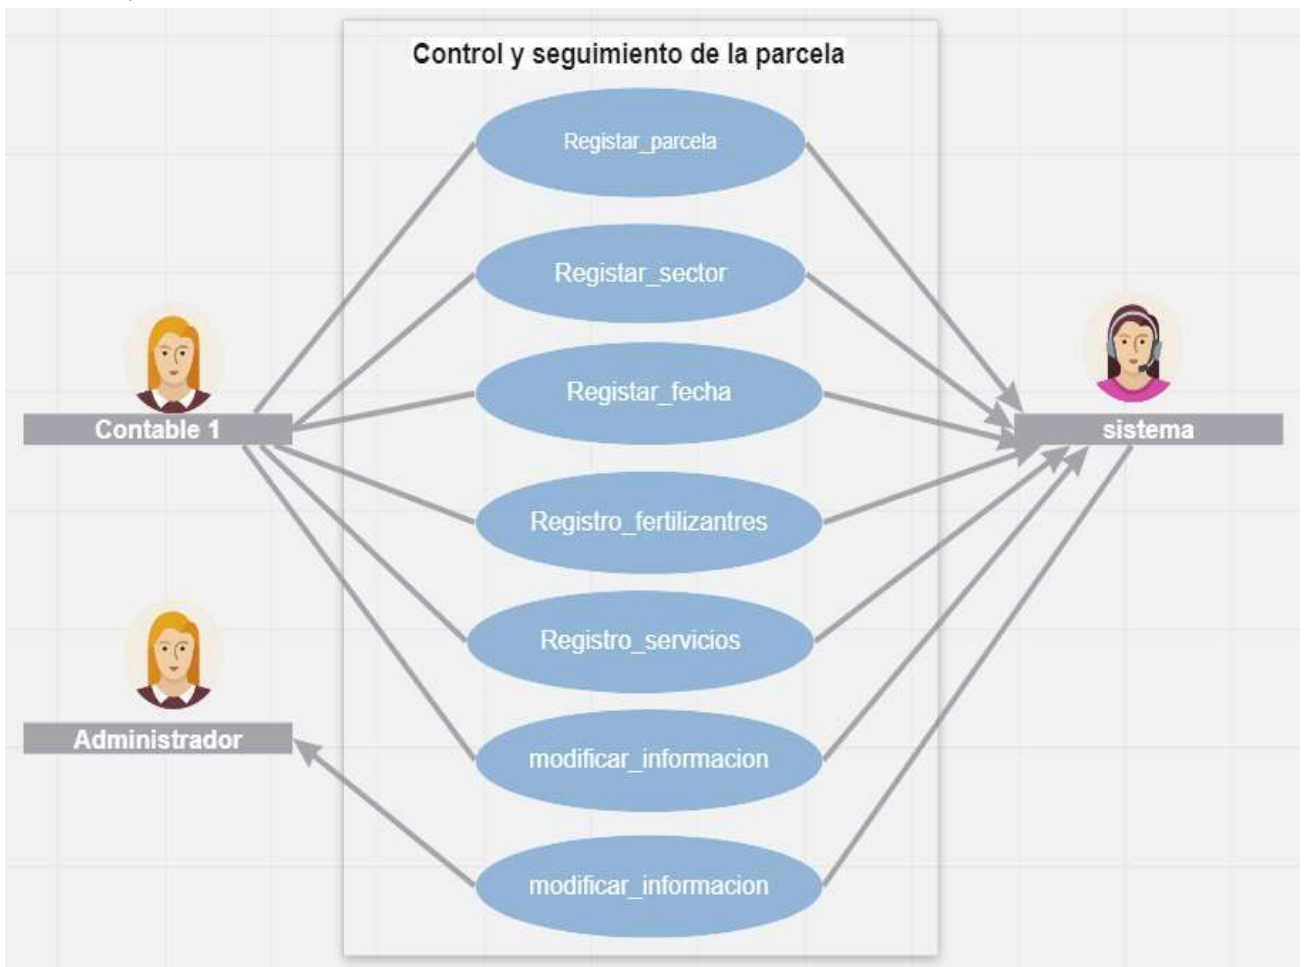 Control y seguimiento de la parcela
Registar_parcela
Registar_sector
Registar_fecha
Contable 1
sistema
Registro_fertilizantres
Registro_servicios
Administrador
modificar_informacion
modificar_informacion